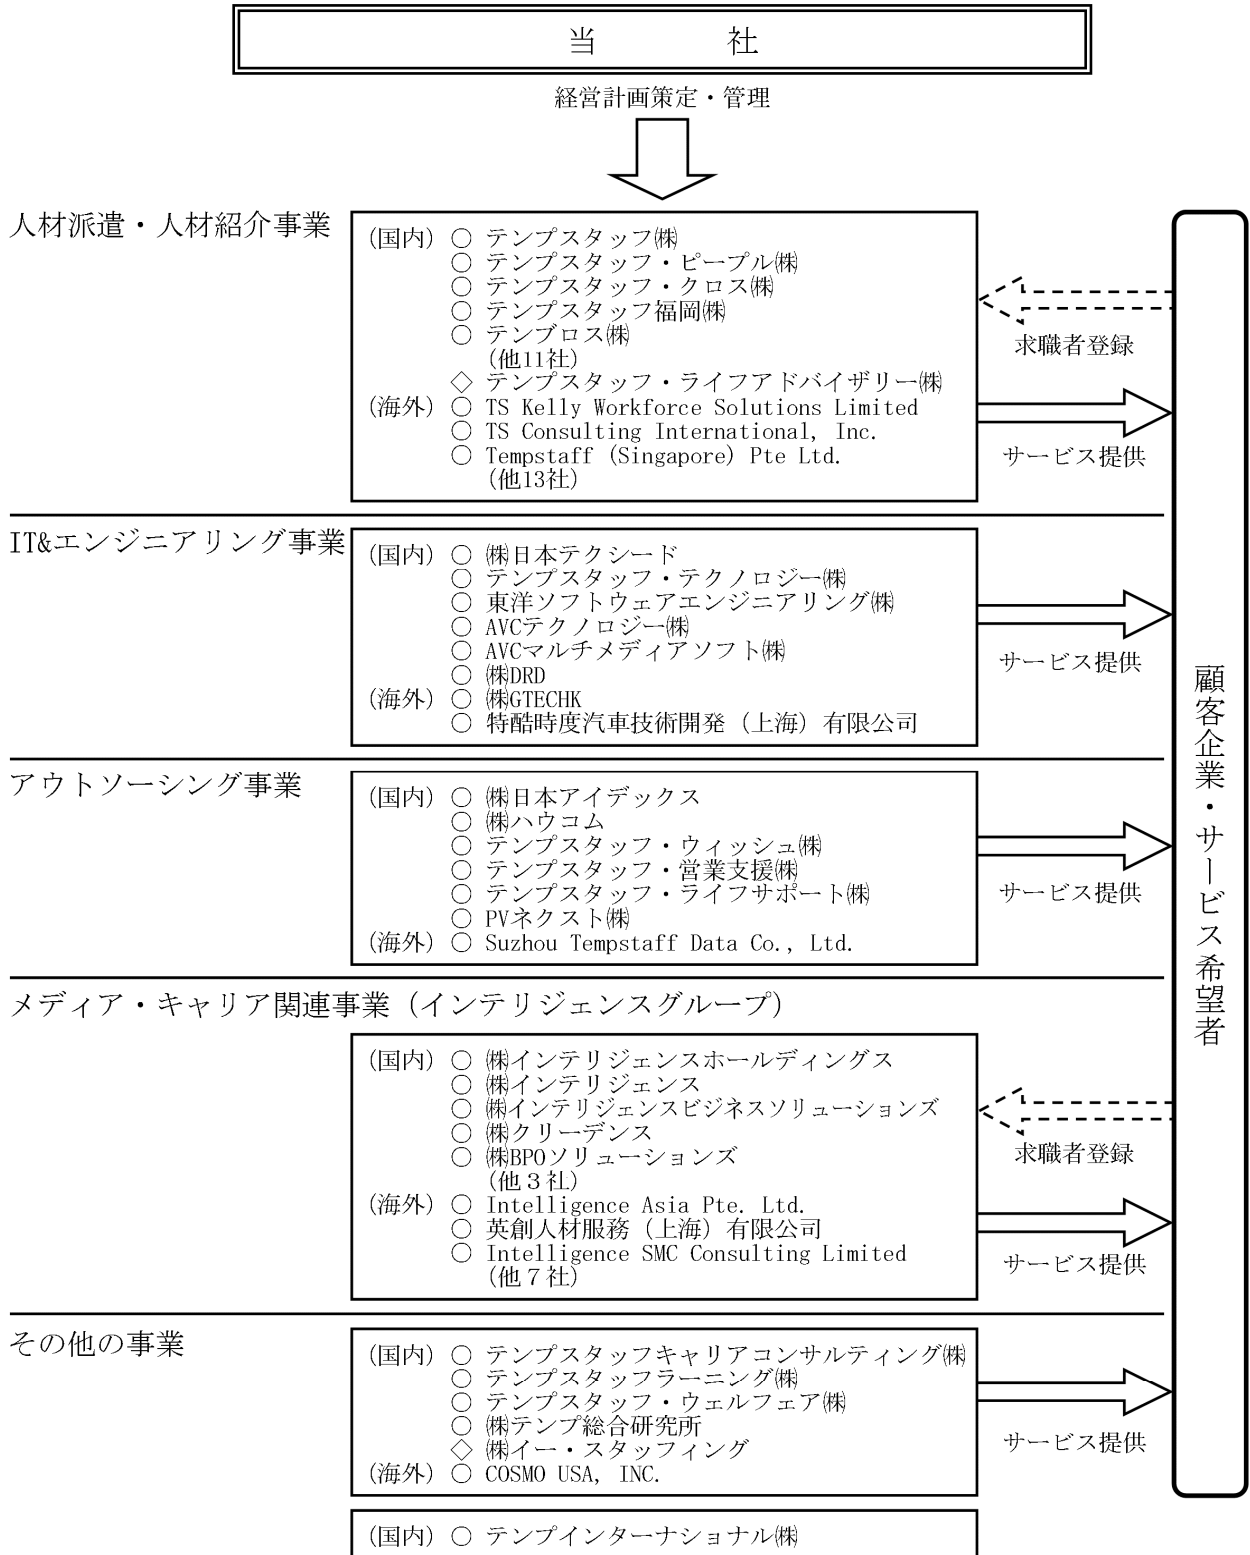 当　　　　社
経営計画策定・管理
人材派遣・人材紹介事業
(国内) ○ テンプスタッフ㈱
○ テンプスタッフ・ピープル㈱
○ テンプスタッフ・クロス㈱
○ テンプスタッフ福岡㈱
○ テンブロス㈱
(他11社)
◇ テンプスタッフ・ライフアドバイザリー㈱
(海外) ○ TS Kelly Workforce Solutions Limited
○ TS Consulting International, Inc.
○ Tempstaff (Singapore) Pte Ltd.
(他13社)
求職者登録
サービス提供
IT&エンジニアリング事業
(国内) ○ ㈱日本テクシード
○ テンプスタッフ・テクノロジー㈱
○ 東洋ソフトウェアエンジニアリング㈱
○ AVCテクノロジー㈱
○ AVCマルチメディアソフト㈱
○ ㈱DRD
(海外) ○ ㈱GTECHK
○ 特酷時度汽車技術開発（上海）有限公司
サービス提供
アウトソーシング事業
(国内) ○ ㈱日本アイデックス
○ ㈱ハウコム
○ テンプスタッフ・ウィッシュ㈱
○ テンプスタッフ・営業支援㈱
○ テンプスタッフ・ライフサポート㈱
○ PVネクスト㈱
(海外) ○ Suzhou Tempstaff Data Co., Ltd.
サービス提供
メディア・キャリア関連事業（インテリジェンスグループ）
(国内) ○ ㈱インテリジェンスホールディングス
○ ㈱インテリジェンス
○ ㈱インテリジェンスビジネスソリューションズ
○ ㈱クリーデンス
○ ㈱BPOソリューションズ
(他３社)
(海外) ○ Intelligence Asia Pte. Ltd.
○ 英創人材服務（上海）有限公司
○ Intelligence SMC Consulting Limited
(他７社)
求職者登録
サービス提供
その他の事業
(国内) ○ テンプスタッフキャリアコンサルティング㈱
○ テンプスタッフラーニング㈱
○ テンプスタッフ・ウェルフェア㈱
○ ㈱テンプ総合研究所
◇ ㈱イー・スタッフィング
(海外) ○ COSMO USA, INC.
サービス提供
(国内) ○ テンプインターナショナル㈱
顧客企業・サービス希望者